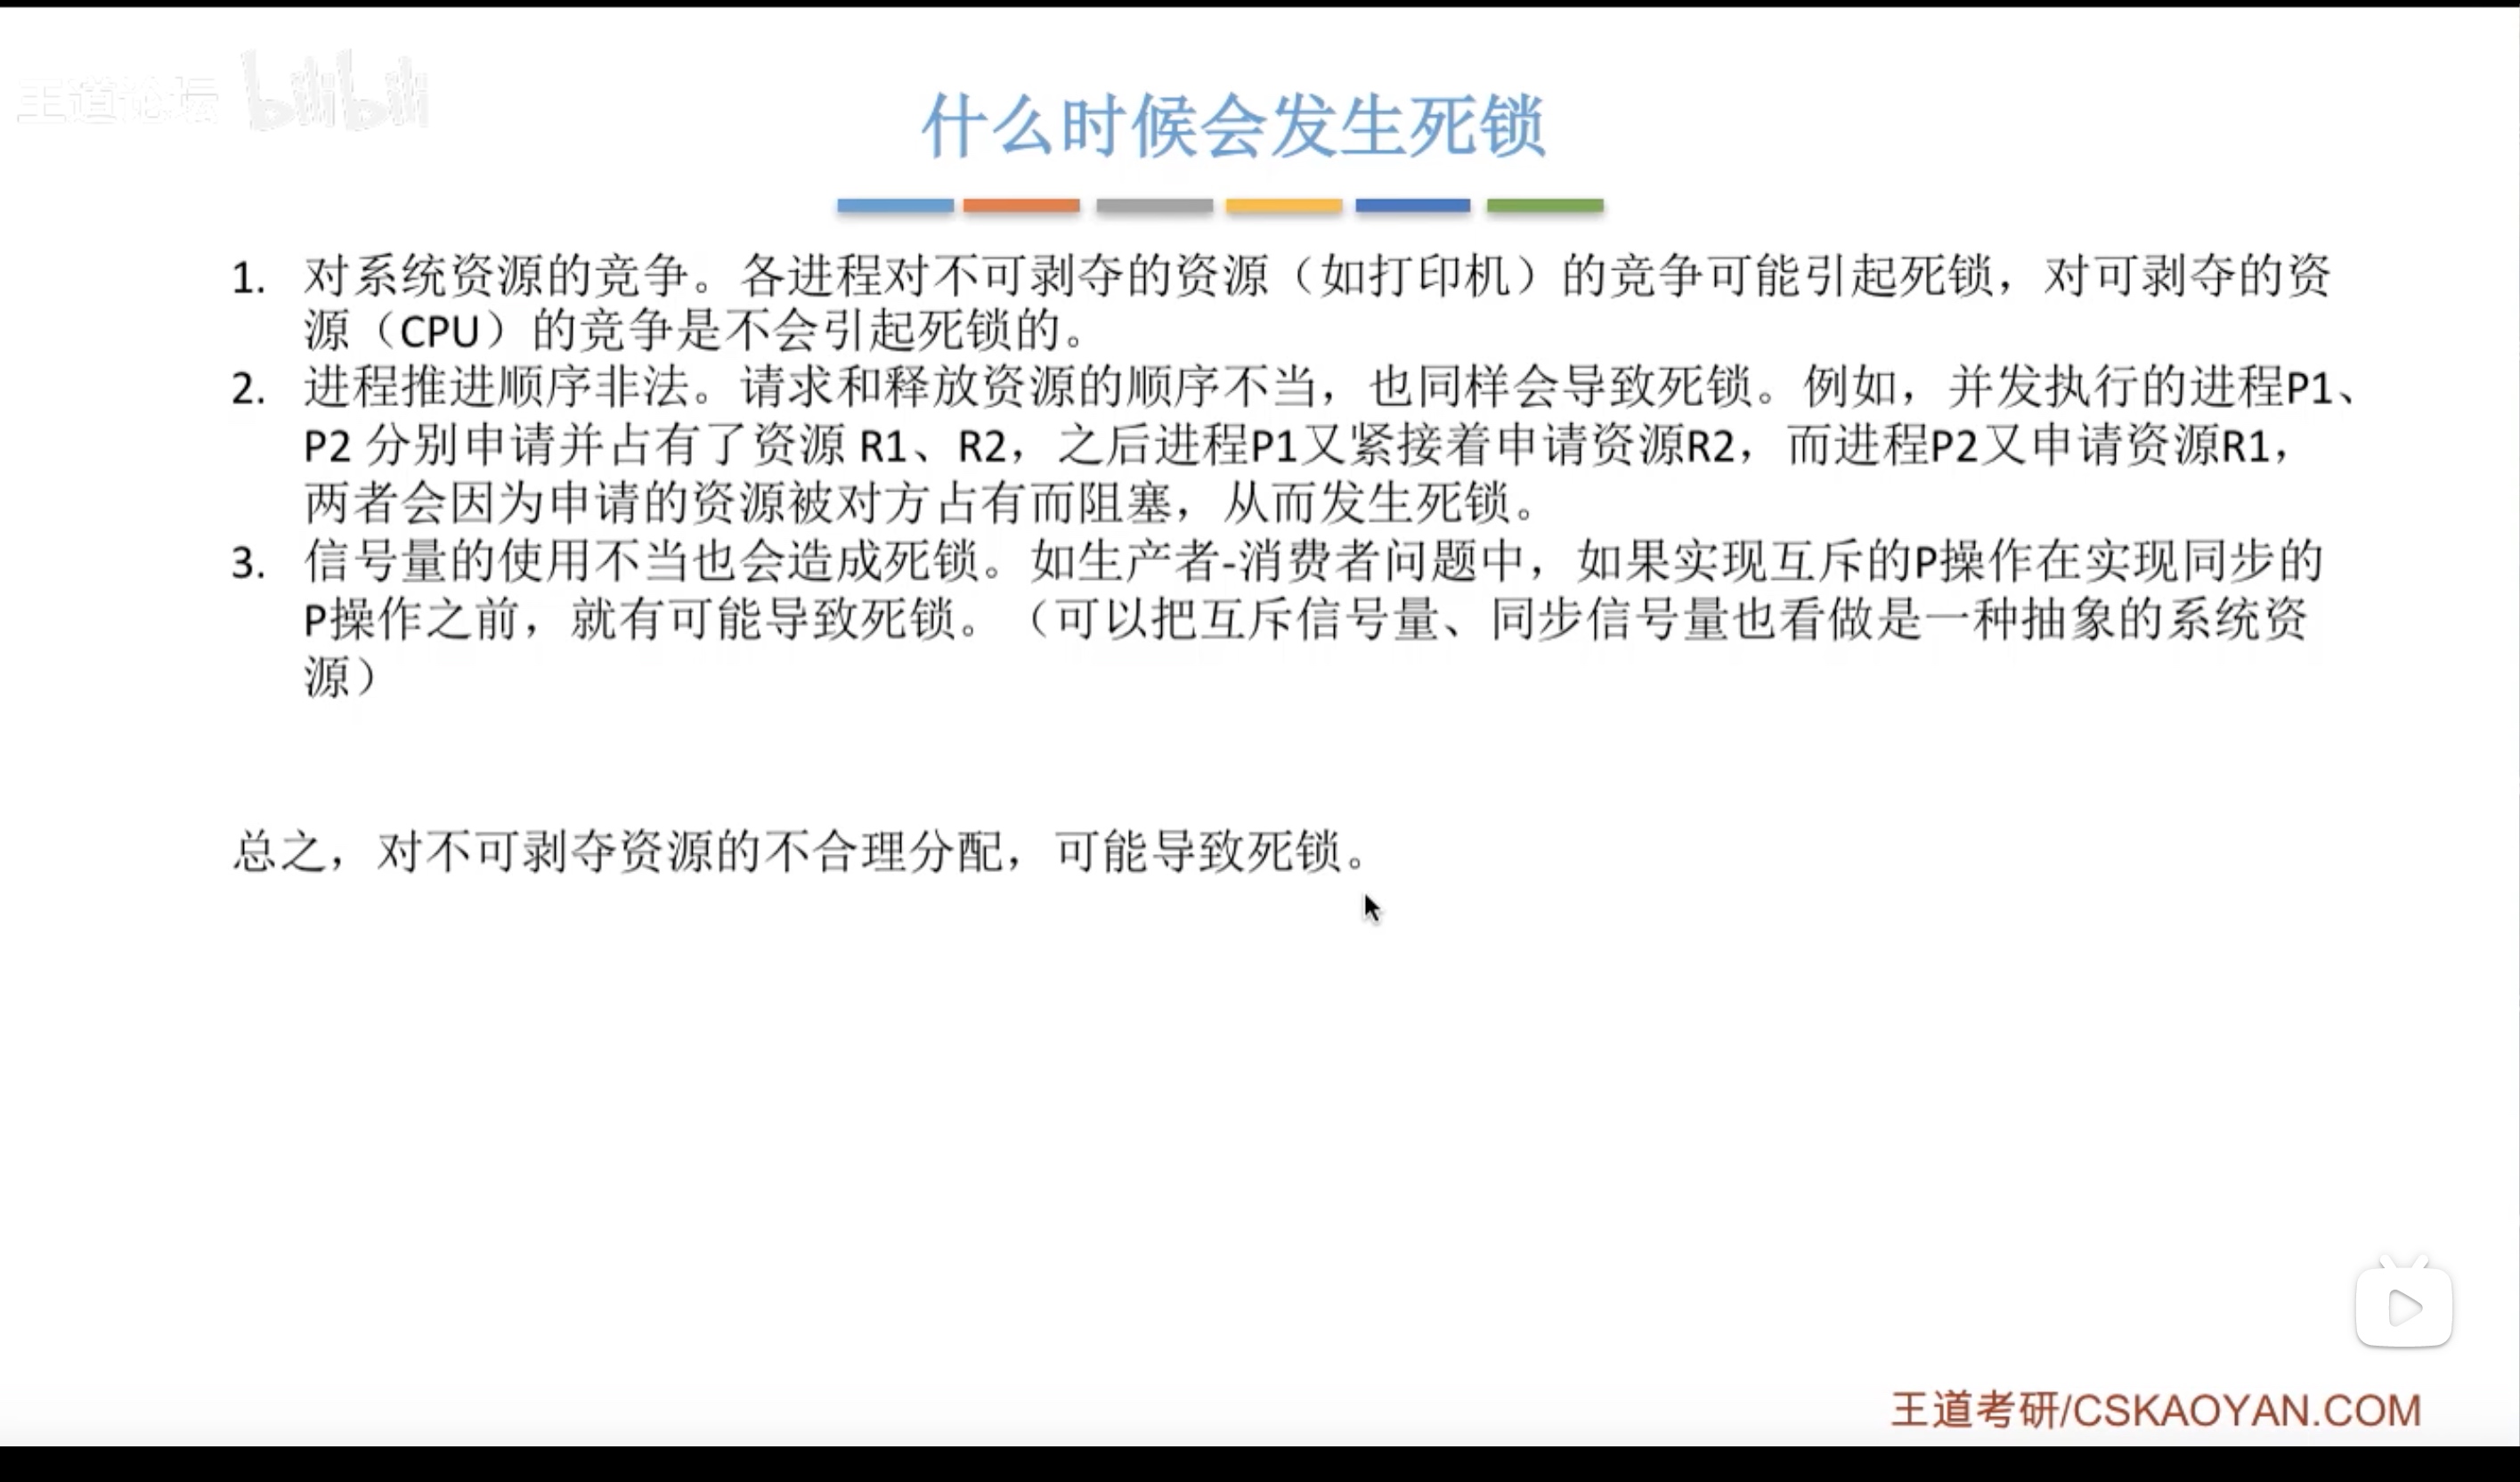 王道论坛 bilibili
什么时候会发生死锁
1. 对系统资源的竞争。各进程对不可剥夺的资源（如打印机）的竞争可能引起死锁，对可剥夺的资
源（CPU）的竞争是不会引起死锁的。
2. 进程推进顺序非法。请求和释放资源的顺序不当，也同样会导致死锁。例如，并发执行的进程P1、
P2 分别申请并占有了资源 R1、R2，之后进程P1又紧接着申请资源R2，而进程P2又申请资源R1，
两者会因为申请的资源被对方占有而阻塞，从而发生死锁。
3. 信号量的使用不当也会造成死锁。如生产者-消费者问题中，如果实现互斥的P操作在实现同步的
P操作之前，就有可能导致死锁。（可以把互斥信号量、同步信号量也看做是一种抽象的系统资
源）
总之，对不可剥夺资源的不合理分配，可能导致死锁。
王道考研/CSKAOYAN.COM